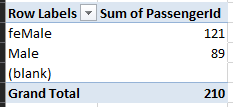 Row Labels Sum of PassengerId
feMale 121
Male 89
(blank)
Grand Total 210